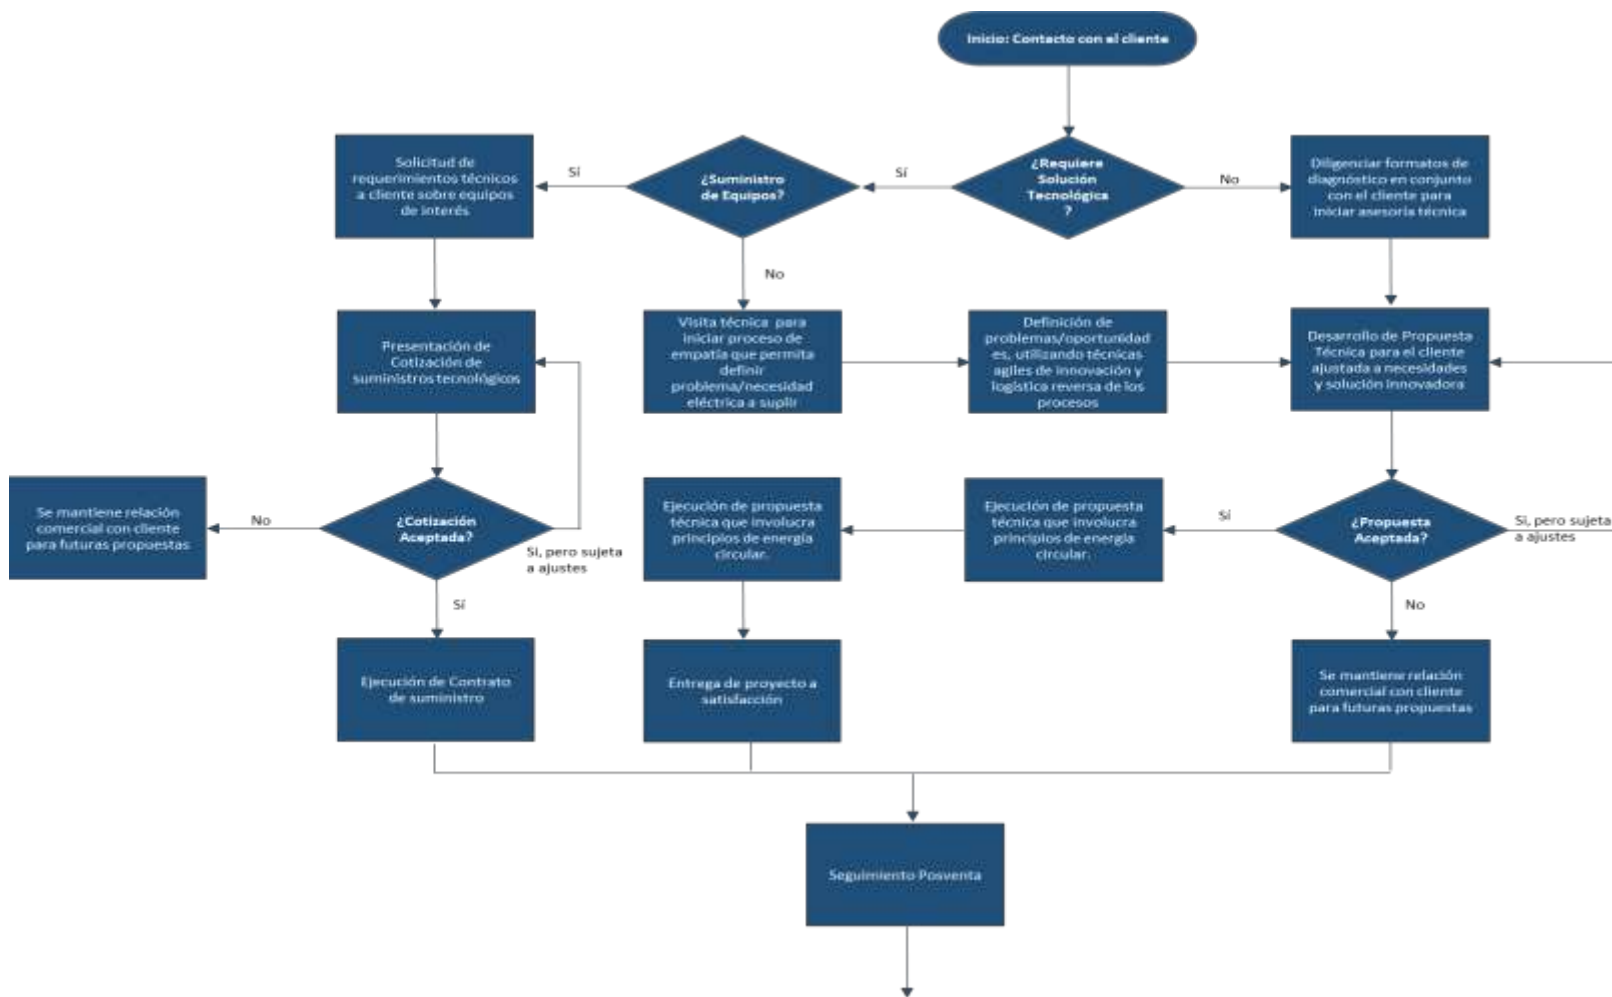 Inicio: Contacto con el cliente
Solicitud de
requerimientos técnicos
a cliente sobre equipos
de interés
Sí
¿Suministro
de Equipos?
Sí
¿Requiere
Solución
Tecnológica
?
No
Diligenciar formatos de
diagnóstico en conjunto
con el cliente para
iniciar asesoría técnica
No
Presentación de
Cotización de
suministros tecnológicos
Visita técnica para
iniciar proceso de
empatía que permita
definir
problema/necesidad
eléctrica a suplir
Definición de
problemas/oportunidad
es, utilizando técnicas
agiles de innovación y
logística reversa de los
procesos
Desarrollo de Propuesta
Técnica para el cliente
ajustada a necesidades
y solución innovadora
Se mantiene relación
comercial con cliente
para futuras propuestas
No
¿Cotización
Aceptada?
Si, pero sujeta
a ajustes
Ejecución de propuesta
técnica que involucra
principios de energía
circular.
Ejecución de propuesta
técnica que involucra
principios de energía
circular.
Sí
¿Propuesta
Aceptada?
Si, pero sujeta
a ajustes
Sí
No
Ejecución de Contrato
de suministro
Entrega de proyecto a
satisfacción
Se mantiene relación
comercial con cliente
para futuras propuestas
Seguimiento Posventa